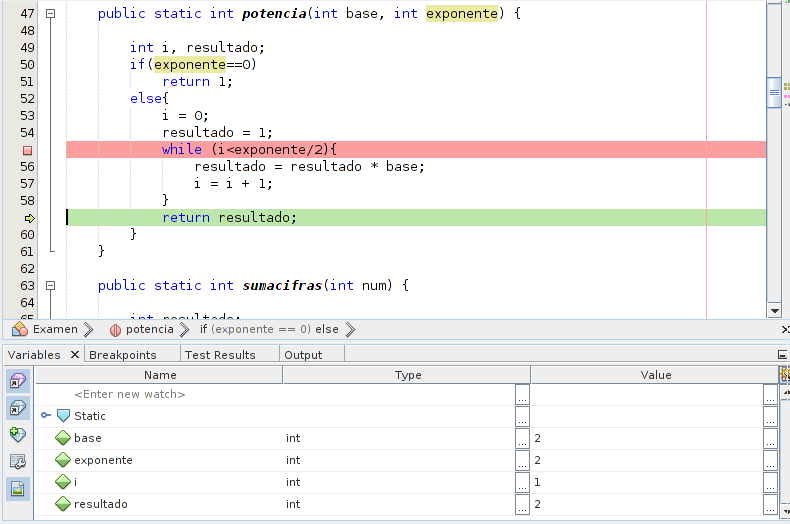 47 public static int potencia(int base, int exponente) {
48
49 int i, resultado;
50 if(exponente==0)
51 return 1;
52 else{
53 i = 0;
54 resultado = 1;
while (i<exponente/2){
56 resultado = resultado * base;
57 i = i + 1;
58 }
return resultado;
60 }
61 }
62
63 public static int sumacifras(int num) {
64
65 int resultado;
Examen potencia if (exponente == 0) else
Variables Breakpoints Test Results Output
Name Type Value
<Enter new watch> ... ...
Static ... ...
base int ... 2 ...
exponente int ... 2 ...
i int ... 1 ...
resultado int ... 2 ...